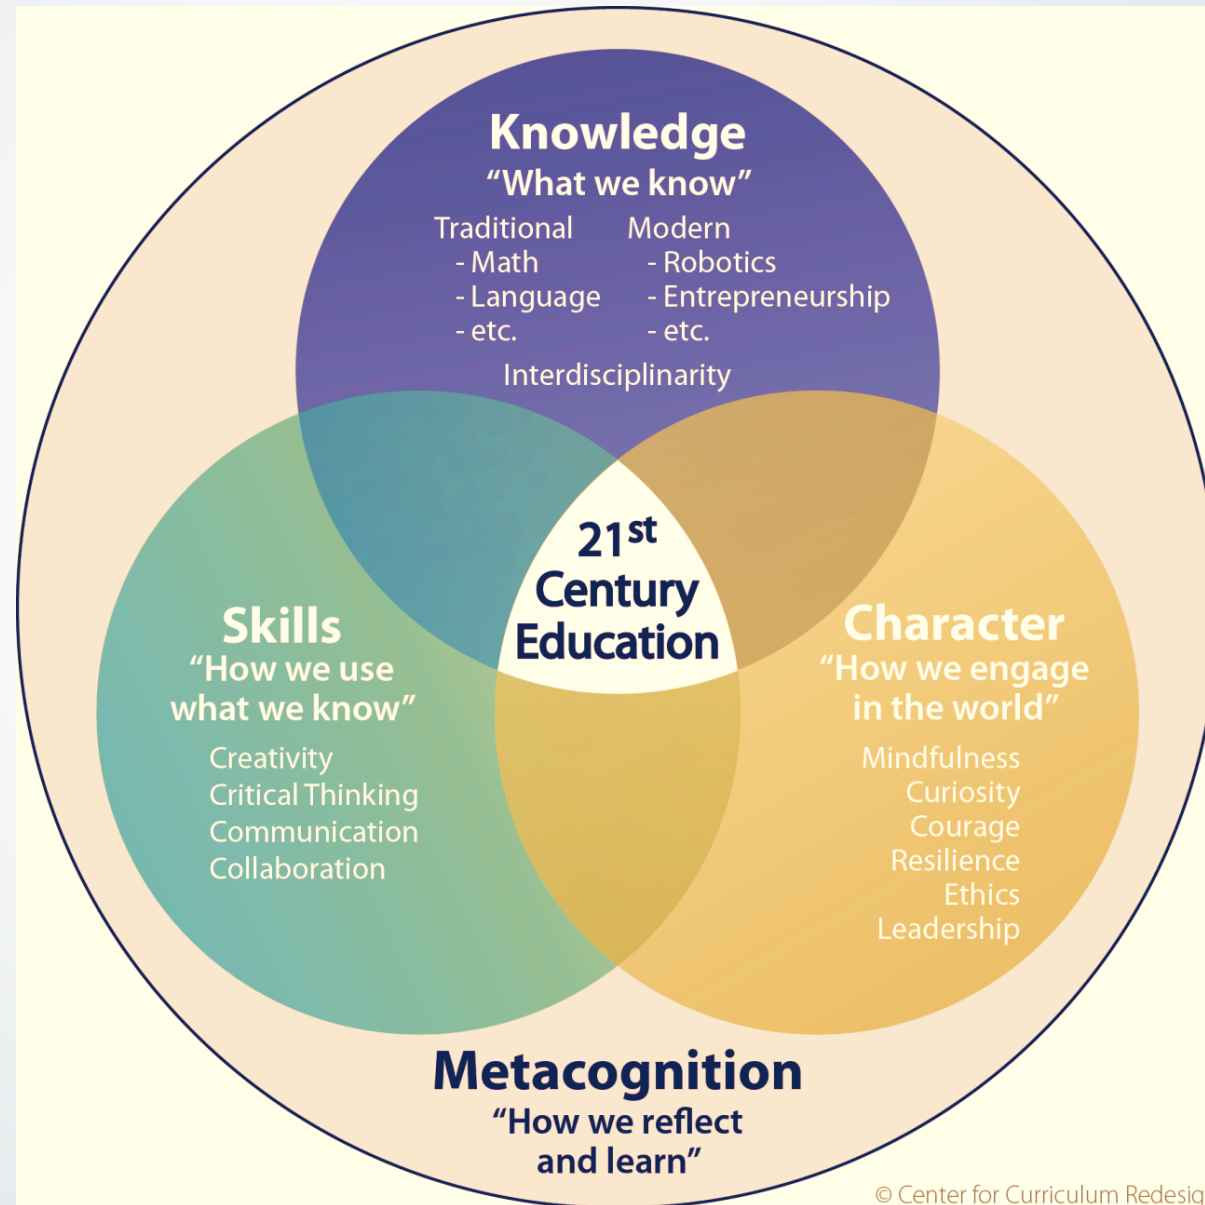 Knowledge
“What we know”
Traditional
- Math
- Language
- etc.
Modern
- Robotics
- Entrepreneurship
- etc.
Interdisciplinarity
21st
Century
Education
Skills
“How we use
what we know”
Creativity
Critical Thinking
Communication
Collaboration
Character
“How we engage
in the world”
Mindfulness
Curiosity
Courage
Resilience
Ethics
Leadership
Metacognition
“How we reflect
and learn”
© Center for Curriculum Redesig